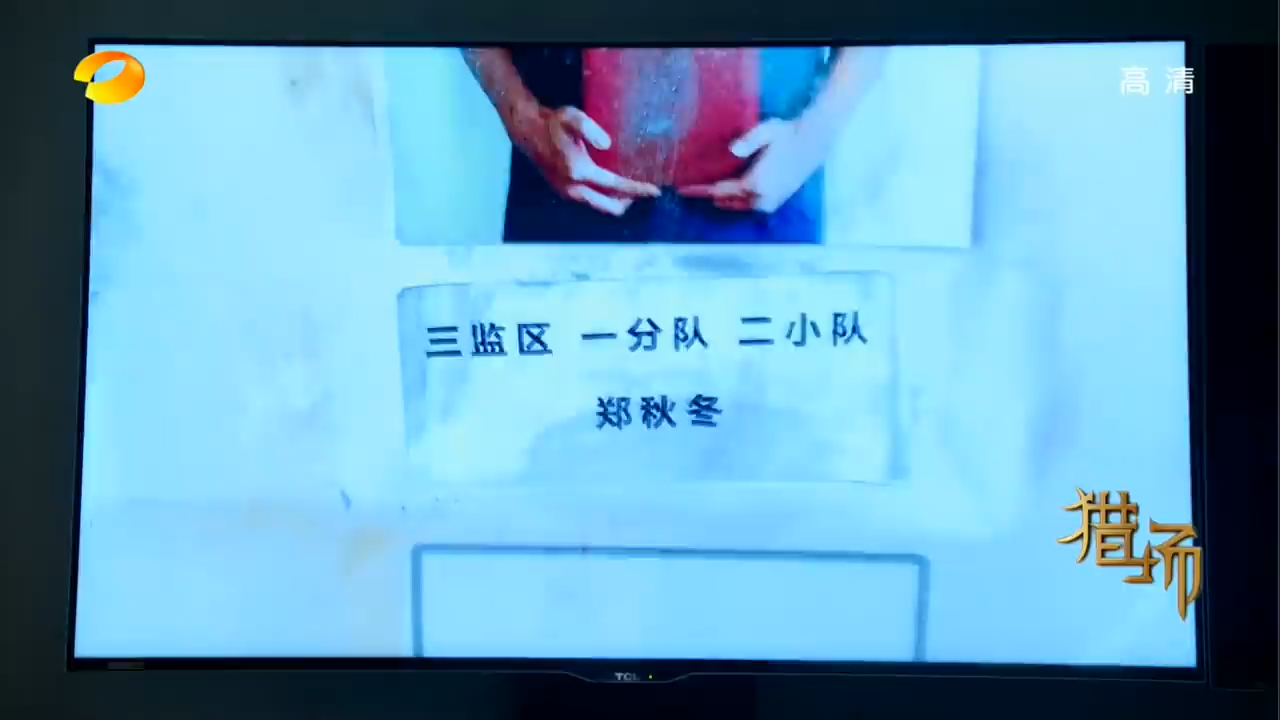 高清
三监区 一分队 二小队
郑秋冬
猎场
TCL